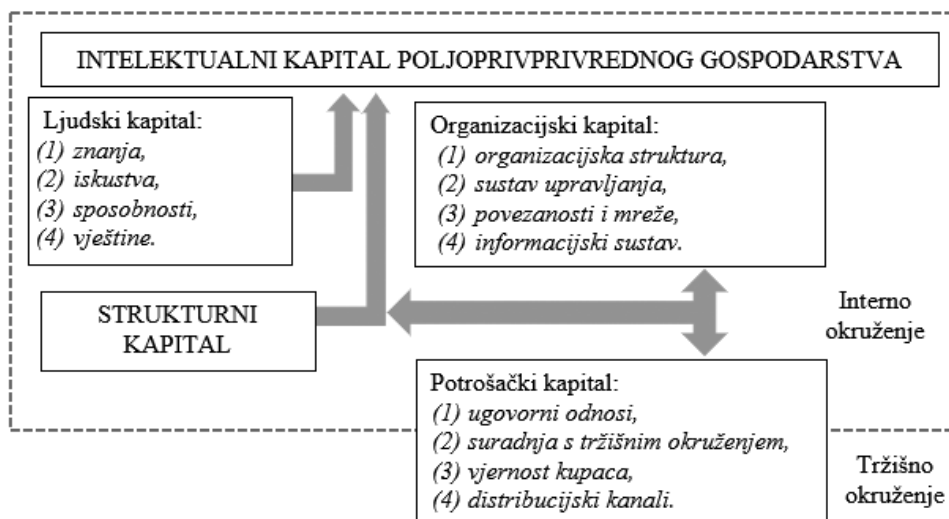 INTELEKTUALNI KAPITAL POLJOPRIVPRIVREDNOG GOSPODARSTVA
Ljudski kapital:
(1) znanja,
(2) iskustva,
(3) sposobnosti,
(4) vještine.
Organizacijski kapital:
(1) organizacijska struktura,
(2) sustav upravljanja,
(3) povezanosti i mreže,
(4) informacijski sustav.
STRUKTURNI
KAPITAL
Interno
okruženje
Potrošački kapital:
(1) ugovorni odnosi,
(2) suradnja s tržišnim okruženjem,
(3) vjernost kupaca,
(4) distribucijski kanali.
Tržišno
okruženje